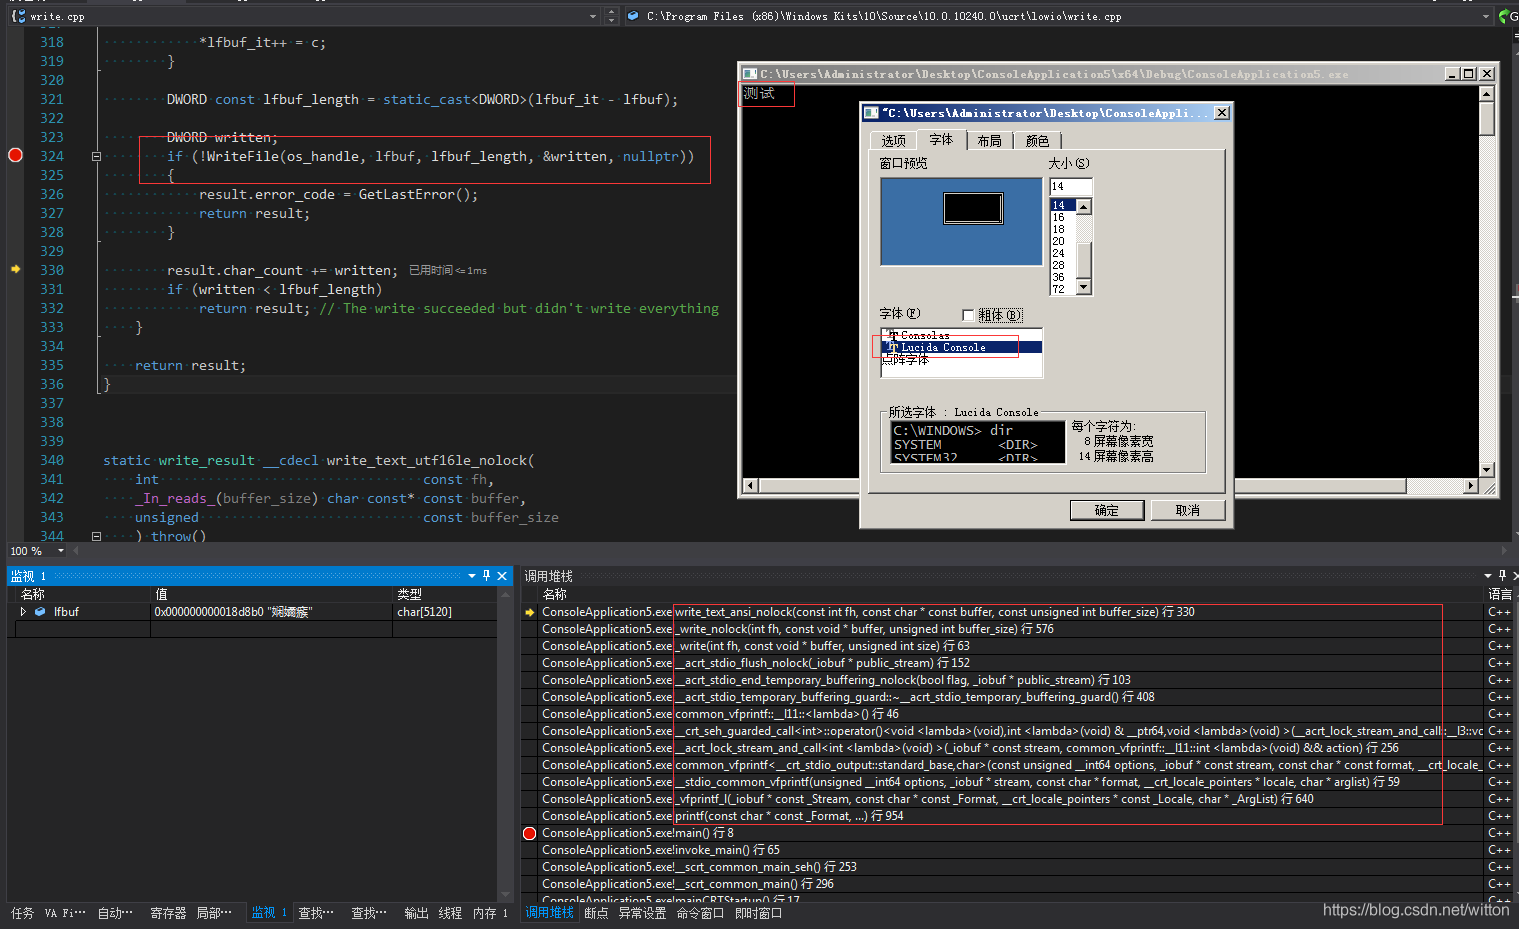 write.cpp
C:\Program Files (x86)\Windows Kits\10\Source\10.0.10240.0\ucrt\lowio\write.cpp
318 *lfbuf_it++ = c;
319 }
320
321 DWORD const lfbuf_length = static_cast<DWORD>(lfbuf_it - lfbuf);
322
323 DWORD written;
324 if (!WriteFile(os_handle, lfbuf, lfbuf_length, &written, nullptr))
325 {
326 result.error_code = GetLastError();
327 return result;
328 }
329
330 result.char_count += written; 已用时间<=1ms
331 if (written < lfbuf_length)
332 return result; // The write succeeded but didn't write everything
333 }
334
335 return result;
336 }
337
338
339
340 static write_result __cdecl write_text_utf16le_nolock(
341 int const fh,
342 _In_reads_(buffer_size) char const* const buffer,
343 unsigned const buffer_size
344 ) throw()
100 %
C:\Users\Administrator\Desktop\ConsoleApplication5\x64\Debug\ConsoleApplication5.exe
测试
"C:\Users\Administrator\Desktop\ConsoleAppli...
选项 字体 布局 颜色
窗口预览 大小(S)
14
14
16
18
20
24
28
36
72
字体(F) 粗体(B)
Consolas
Lucida Console
点阵字体
所选字体 : Lucida Console
C:\WINDOWS> dir
SYSTEM <DIR>
SYSTEM32 <DIR>
每个字符为:
8 屏幕像素宽
14 屏幕像素高
确定 取消
监视 1
名称 值 类型
lfbuf 0x000000000018d8b0 char[5120]
调用堆栈
名称 语言
ConsoleApplication5.exe!write_text_ansi_nolock(const int fh, const char * const buffer, const unsigned int buffer_size) 行 330 C++
ConsoleApplication5.exe!_write_nolock(int fh, const void * buffer, unsigned int buffer_size) 行 576 C++
ConsoleApplication5.exe!_write(int fh, const void * buffer, unsigned int size) 行 63 C++
ConsoleApplication5.exe!__acrt_stdio_flush_nolock(_iobuf * public_stream) 行 152 C++
ConsoleApplication5.exe!__acrt_stdio_end_temporary_buffering_nolock(bool flag, _iobuf * public_stream) 行 103 C++
ConsoleApplication5.exe!__acrt_stdio_temporary_buffering_guard::~__acrt_stdio_temporary_buffering_guard() 行 408 C++
ConsoleApplication5.exe!common_vfprintf::__l11::<lambda>() 行 46 C++
ConsoleApplication5.exe!__crt_seh_guarded_call<int>::operator()<void <lambda>(void),int <lambda>(void) & __ptr64,void <lambda>(void) >(__acrt_lock_stream_and_call::__l3::vo C++
ConsoleApplication5.exe!__acrt_lock_stream_and_call<int <lambda>(void) >(_iobuf * const stream, common_vfprintf::__l11::int <lambda>(void) && action) 行 256 C++
ConsoleApplication5.exe!common_vfprintf<__crt_stdio_output::standard_base,char>(const unsigned __int64 options, _iobuf * const stream, const char * const format, __crt_locale_ C++
ConsoleApplication5.exe!__stdio_common_vfprintf(unsigned __int64 options, _iobuf * stream, const char * format, __crt_locale_pointers * locale, char * arglist) 行 59 C++
ConsoleApplication5.exe!_vfprintf_l(_iobuf * const _Stream, const char * const _Format, __crt_locale_pointers * const _Locale, char * _ArgList) 行 640 C++
ConsoleApplication5.exe!printf(const char * const _Format, ...) 行 954 C++
ConsoleApplication5.exe!main() 行 8 C++
ConsoleApplication5.exe!invoke_main() 行 65 C++
ConsoleApplication5.exe!__scrt_common_main_seh() 行 253 C++
ConsoleApplication5.exe!__scrt_common_main() 行 296 C++
ConsoleApplication5.exe!mainCRTStartup() 行 17 C++
任务 VA Fi… 自动… 寄存器 局部… 监视 1 查找… 查找… 输出 线程 内存 1
调用堆栈 断点 异常设置 命令窗口 即时窗口
https://blog.csdn.net/witton